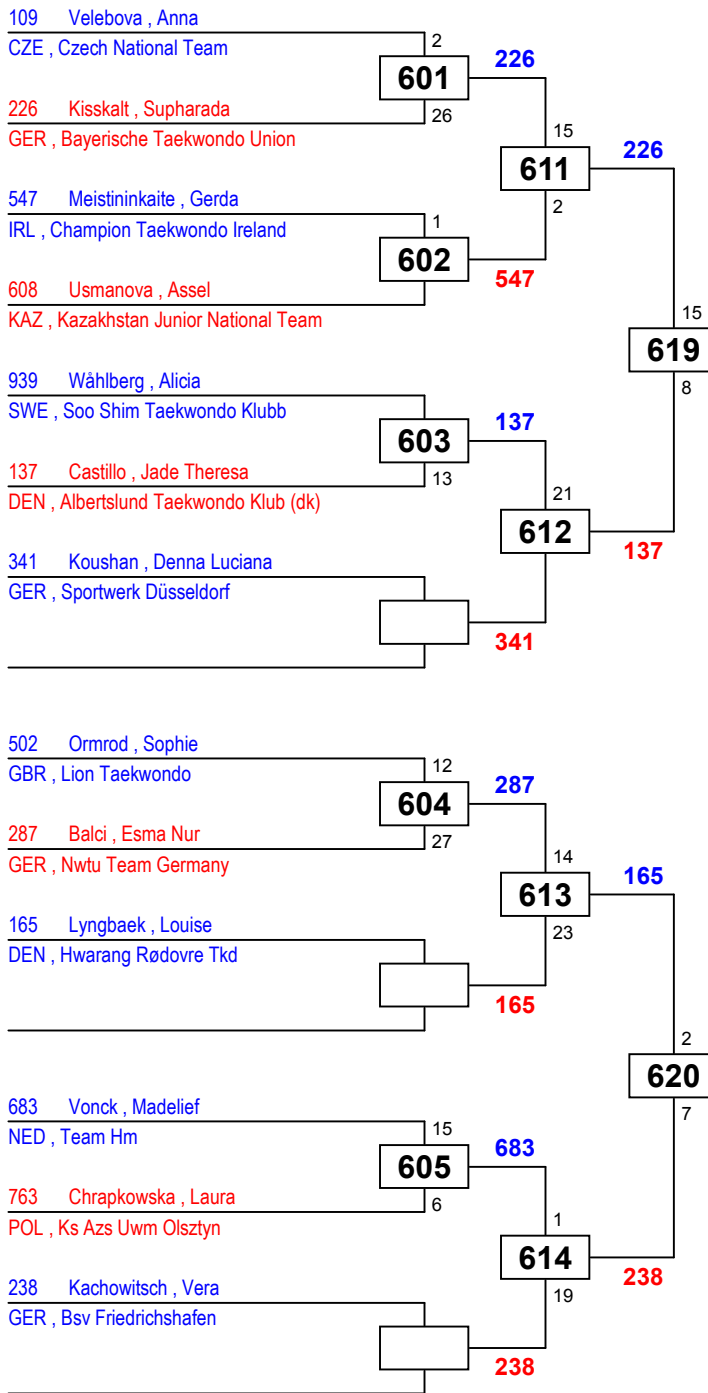 109 Velebova , Anna
CZE , Czech National Team
2
226
601
226 Kisskalt , Supharada
26
GER , Bayerische Taekwondo Union
15
226
611
547 Meistininkaite , Gerda
2
IRL , Champion Taekwondo Ireland
1
602
547
608 Usmanova , Assel
KAZ , Kazakhstan Junior National Team
15
619
8
939 Wåhlberg , Alicia
SWE , Soo Shim Taekwondo Klubb
137
603
137 Castillo , Jade Theresa
13
DEN , Albertslund Taekwondo Klub (dk)
21
612
137
341 Koushan , Denna Luciana
GER , Sportwerk Düsseldorf
341
502 Ormrod , Sophie
GBR , Lion Taekwondo
12
287
604
287 Balci , Esma Nur
27
GER , Nwtu Team Germany
14
165
613
165 Lyngbaek , Louise
23
DEN , Hwarang Rødovre Tkd
165
2
620
7
683 Vonck , Madelief
NED , Team Hm
15
683
605
763 Chrapkowska , Laura
6
POL , Ks Azs Uwm Olsztyn
1
614
238
238 Kachowitsch , Vera
19
GER , Bsv Friedrichshafen
238